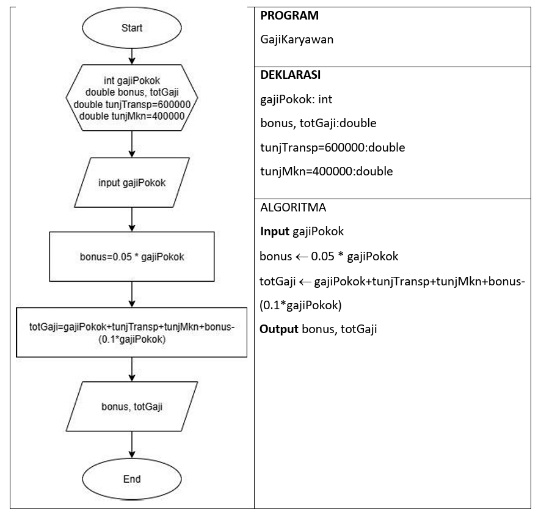 Start
int gajiPokok
double bonus, totGaji
double tunjTransp=600000
double tunjMkn=400000
input gajiPokok
bonus=0.05 * gajiPokok
totGaji=gajiPokok+tunjTransp+tunjMkn+bonus-
(0.1*gajiPokok)
bonus, totGaji
End
PROGRAM
GajiKaryawan
DEKLARASI
gajiPokok: int
bonus, totGaji:double
tunjTransp=600000:double
tunjMkn=400000:double
ALGORITMA
Input gajiPokok
bonus ← 0.05 * gajiPokok
totGaji ← gajiPokok+tunjTransp+tunjMkn+bonus-
(0.1*gajiPokok)
Output bonus, totGaji